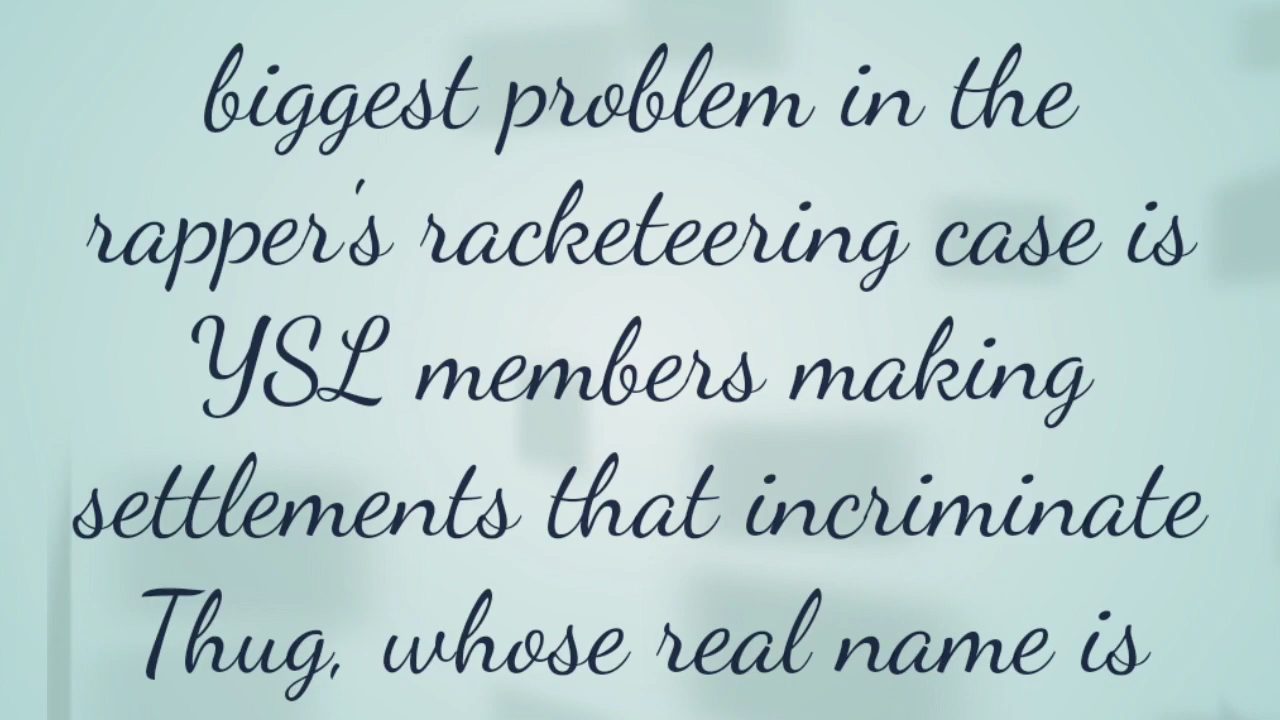 biggest problem in the
rapper's racketeering case is
YSL members making
settlements that incriminate
Thug, whose real name is